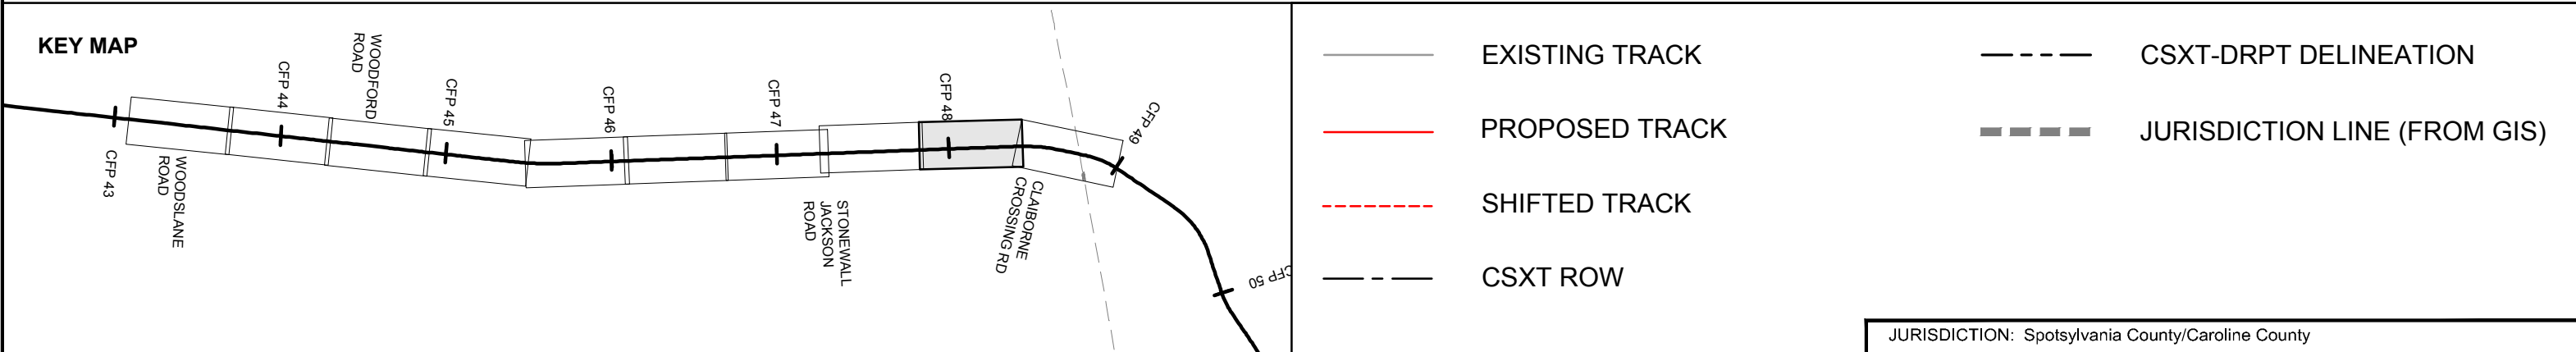 KEY MAP
CFP 43
WOODSLANE
ROAD
CFP 44
WOODFORD
ROAD
CFP 45
CFP 46
CFP 47
STONEWALL
JACKSON
ROAD
CFP 48
CLAIBORNE
CROSSING RD
CFP 49
CFP 50
EXISTING TRACK
PROPOSED TRACK
SHIFTED TRACK
CSXT ROW
CSXT-DRPT DELINEATION
JURISDICTION LINE (FROM GIS)
JURISDICTION: Spotsylvania County/Caroline County